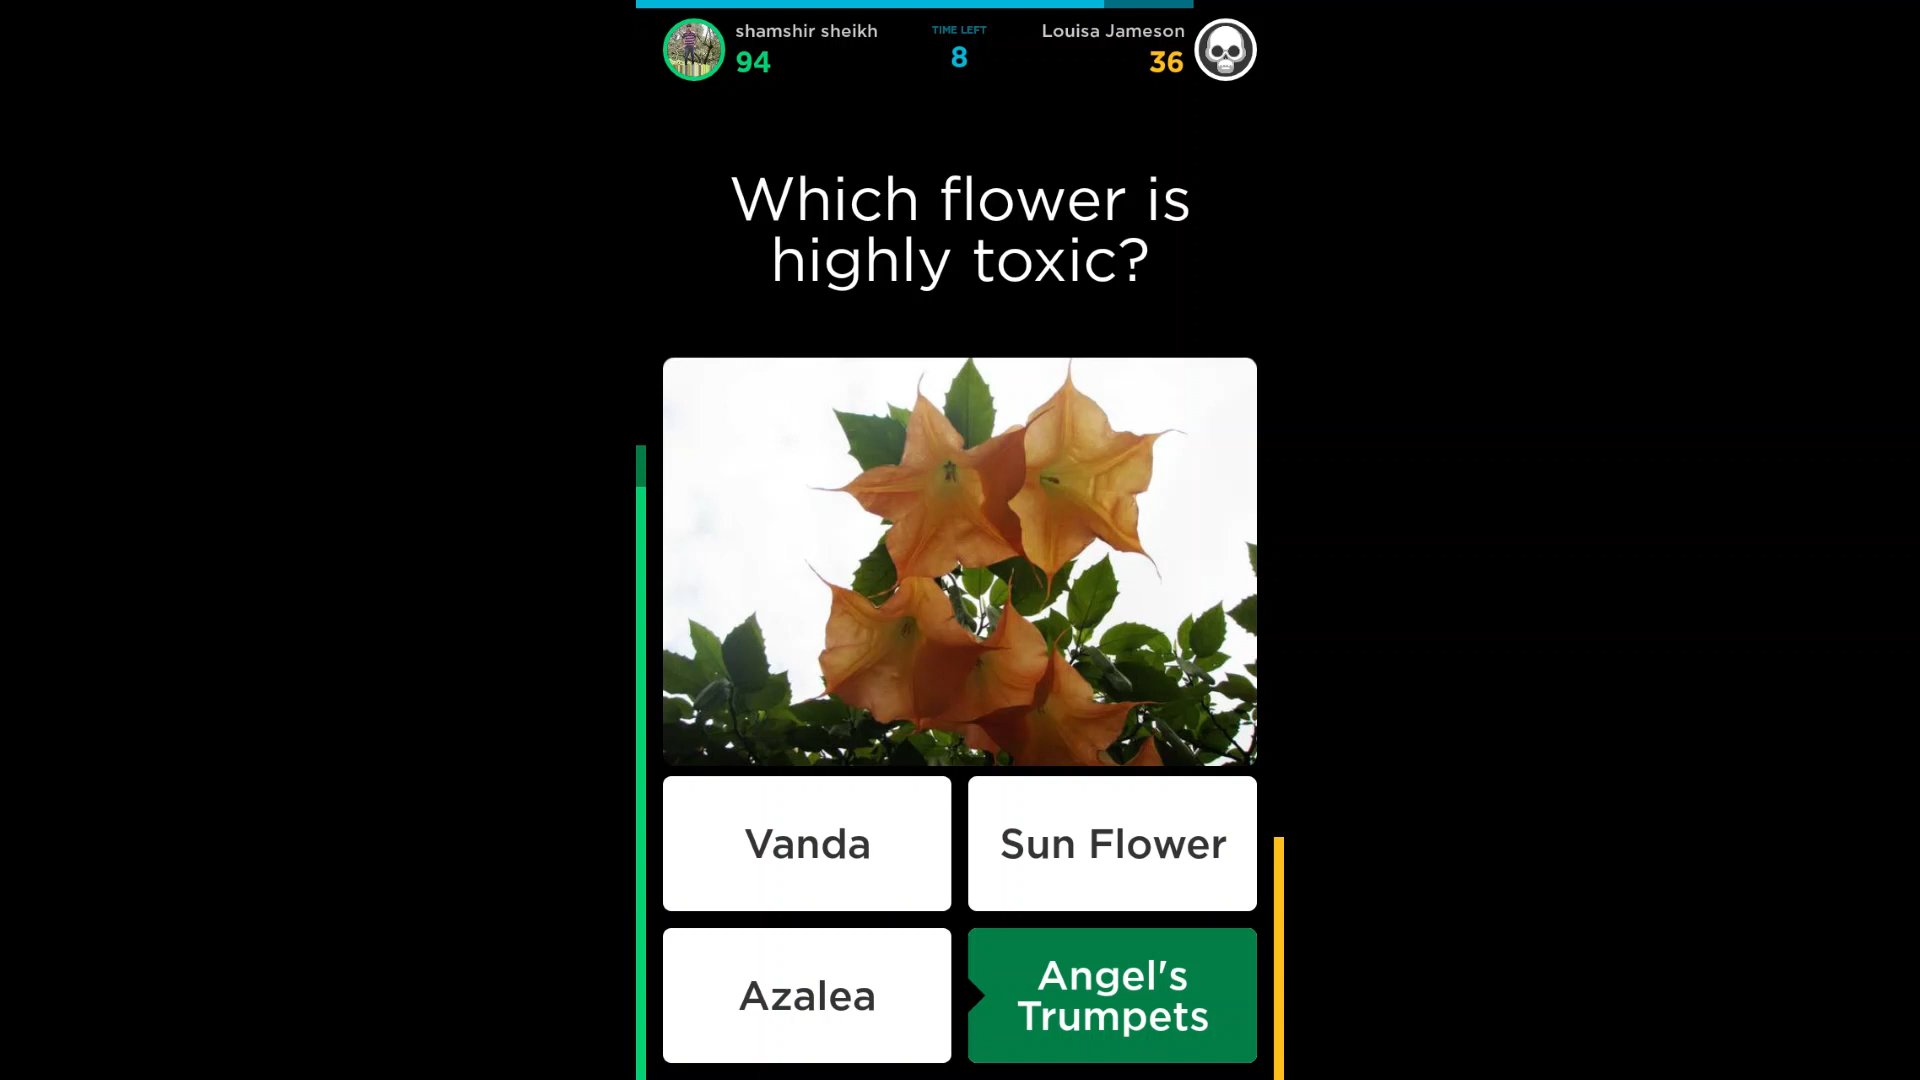 shamshir sheikh
94
TIME LEFT
8
Louisa Jameson
36
Which flower is
highly toxic?
Vanda
Sun Flower
Azalea
Angel's
Trumpets